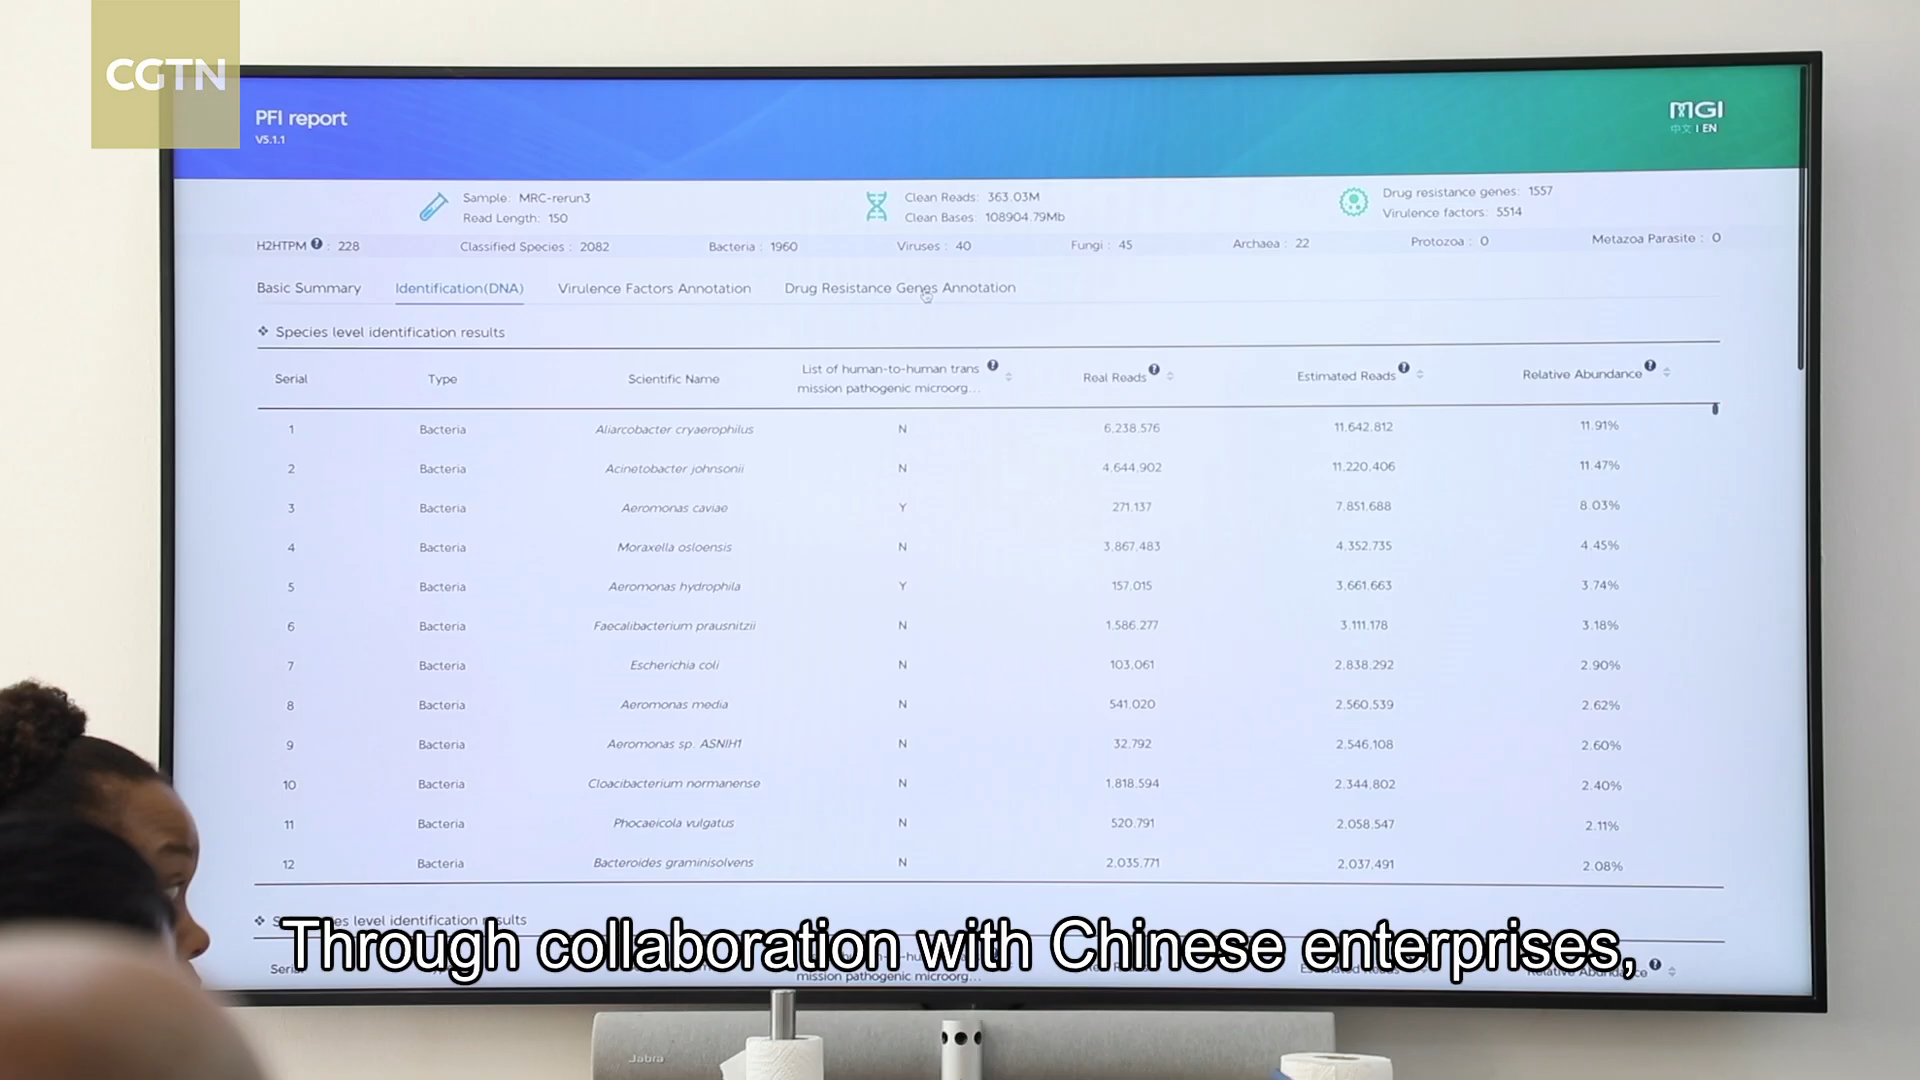 CGTN
PFI report
V5.1.1
MGI
中文 | EN
Sample: MRC-rerun3
Read Length: 150
Clean Reads: 363.03M
Clean Bases: 108904.79Mb
Drug resistance genes: 1557
Virulence factors: 5514
H2HTPM ? : 228 Classified Species : 2082 Bacteria : 1960 Viruses : 40 Fungi : 45 Archaea : 22 Protozoa : 0 Metazoa Parasite : 0
Basic Summary Identification(DNA) Virulence Factors Annotation Drug Resistance Genes Annotation
❖ Species level identification results
Serial Type Scientific Name List of human-to-human trans ? Real Reads ? Estimated Reads ? Relative Abundance ?
mission pathogenic microorg...
1 Bacteria Aliarcobacter cryaerophilus N 6,238,576 11,642,812 11.91%
2 Bacteria Acinetobacter johnsonii N 4,644,902 11,220,406 11.47%
3 Bacteria Aeromonas caviae Y 271,137 7,851,688 8.03%
4 Bacteria Moraxella osloensis N 3,867,483 4,352,735 4.45%
5 Bacteria Aeromonas hydrophila Y 157,015 3,661,663 3.74%
6 Bacteria Faecalibacterium prausnitzii N 1,586,277 3,111,178 3.18%
7 Bacteria Escherichia coli N 103,061 2,838,292 2.90%
8 Bacteria Aeromonas media N 541,020 2,560,539 2.62%
9 Bacteria Aeromonas sp. ASNIH1 N 32,792 2,546,108 2.60%
10 Bacteria Cloacibacterium normanense N 1,818,594 2,344,802 2.40%
11 Bacteria Phocaeicola vulgatus N 520,791 2,058,547 2.11%
12 Bacteria Bacteroides graminisolvens N 2,035,771 2,037,491 2.08%
❖ level identification results
Through collaboration with Chinese enterprises,
mission pathogenic microorg...
Jabra